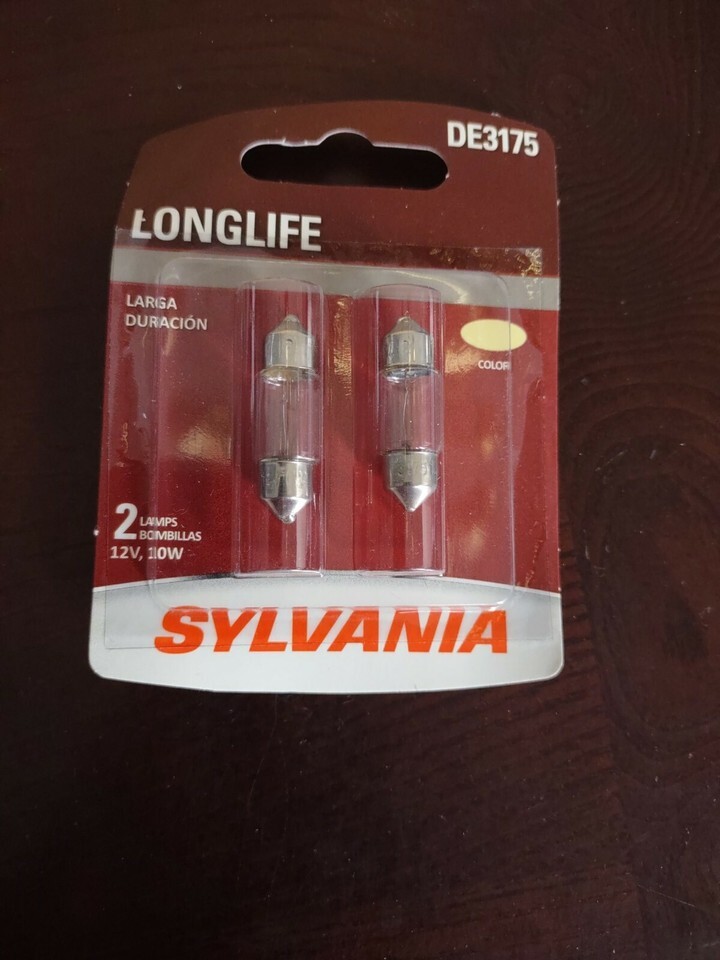 DE3175
LONGLIFE
LARGA
DURACIÓN
COLOR
2 LAMPS
BOMBILLAS
12V, 10W
SYLVANIA